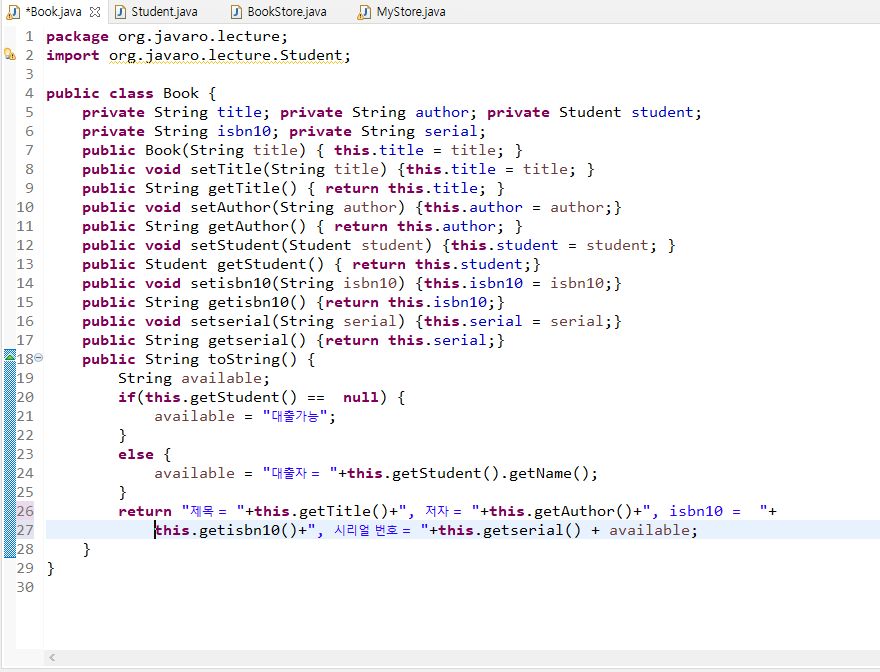 *Book.java Student.java BookStore.java MyStore.java
1 package org.javaro.lecture;
2 import org.javaro.lecture.Student;
3
4 public class Book {
5     private String title; private String author; private Student student;
6     private String isbn10; private String serial;
7     public Book(String title) { this.title = title; }
8     public void setTitle(String title) {this.title = title; }
9     public String getTitle() { return this.title; }
10     public void setAuthor(String author) {this.author = author;}
11     public String getAuthor() { return this.author; }
12     public void setStudent(Student student) {this.student = student; }
13     public Student getStudent() { return this.student;}
14     public void setisbn10(String isbn10) {this.isbn10 = isbn10;}
15     public String getisbn10() {return this.isbn10;}
16     public void setserial(String serial) {this.serial = serial;}
17     public String getserial() {return this.serial;}
18     public String toString() {
19         String available;
20         if(this.getStudent() ==  null) {
21             available = "대출가능";
22         }
23         else {
24             available = "대출자 = "+this.getStudent().getName();
25         }
26         return "제목 = "+this.getTitle()+", 저자 = "+this.getAuthor()+", isbn10 =  "+
27             this.getisbn10()+", 시리얼 번호 = "+this.getserial() + available;
28     }
29 }
30